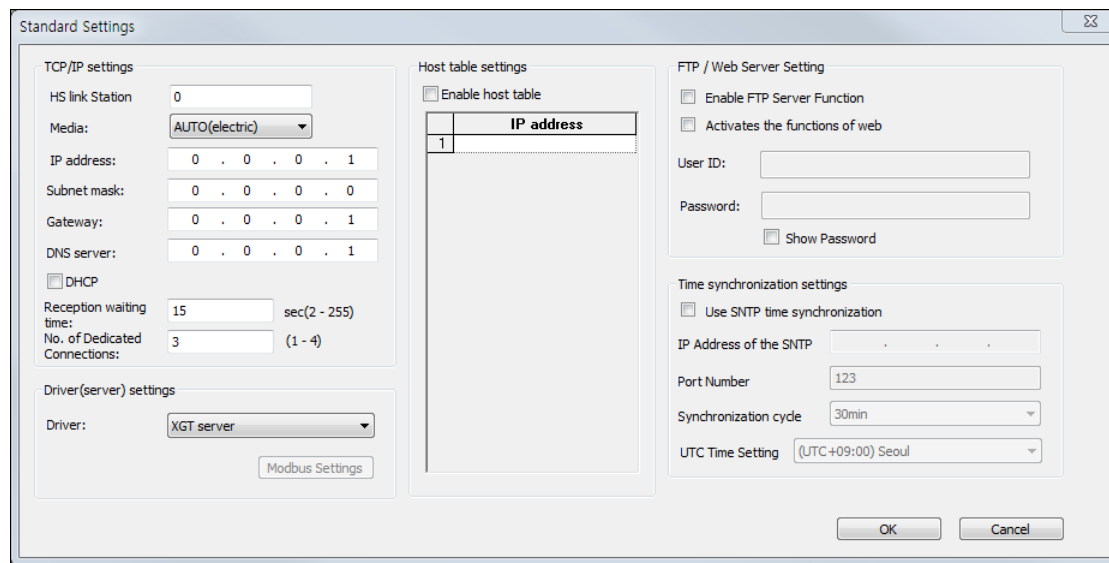 Standard Settings
TCP/IP settings
HS link Station 0
Media: AUTO(electric)
IP address: 0 . 0 . 0 . 1
Subnet mask: 0 . 0 . 0 . 0
Gateway: 0 . 0 . 0 . 1
DNS server: 0 . 0 . 0 . 1
DHCP
Reception waiting
time: 15 sec(2 - 255)
No. of Dedicated
Connections: 3 (1 - 4)
Driver(server) settings
Driver: XGT server
Modbus Settings
Host table settings
Enable host table
IP address
1
FTP / Web Server Setting
Enable FTP Server Function
Activates the functions of web
User ID:
Password:
Show Password
Time synchronization settings
Use SNTP time synchronization
IP Address of the SNTP . . .
Port Number 123
Synchronization cycle 30min
UTC Time Setting (UTC+09:00) Seoul
OK Cancel